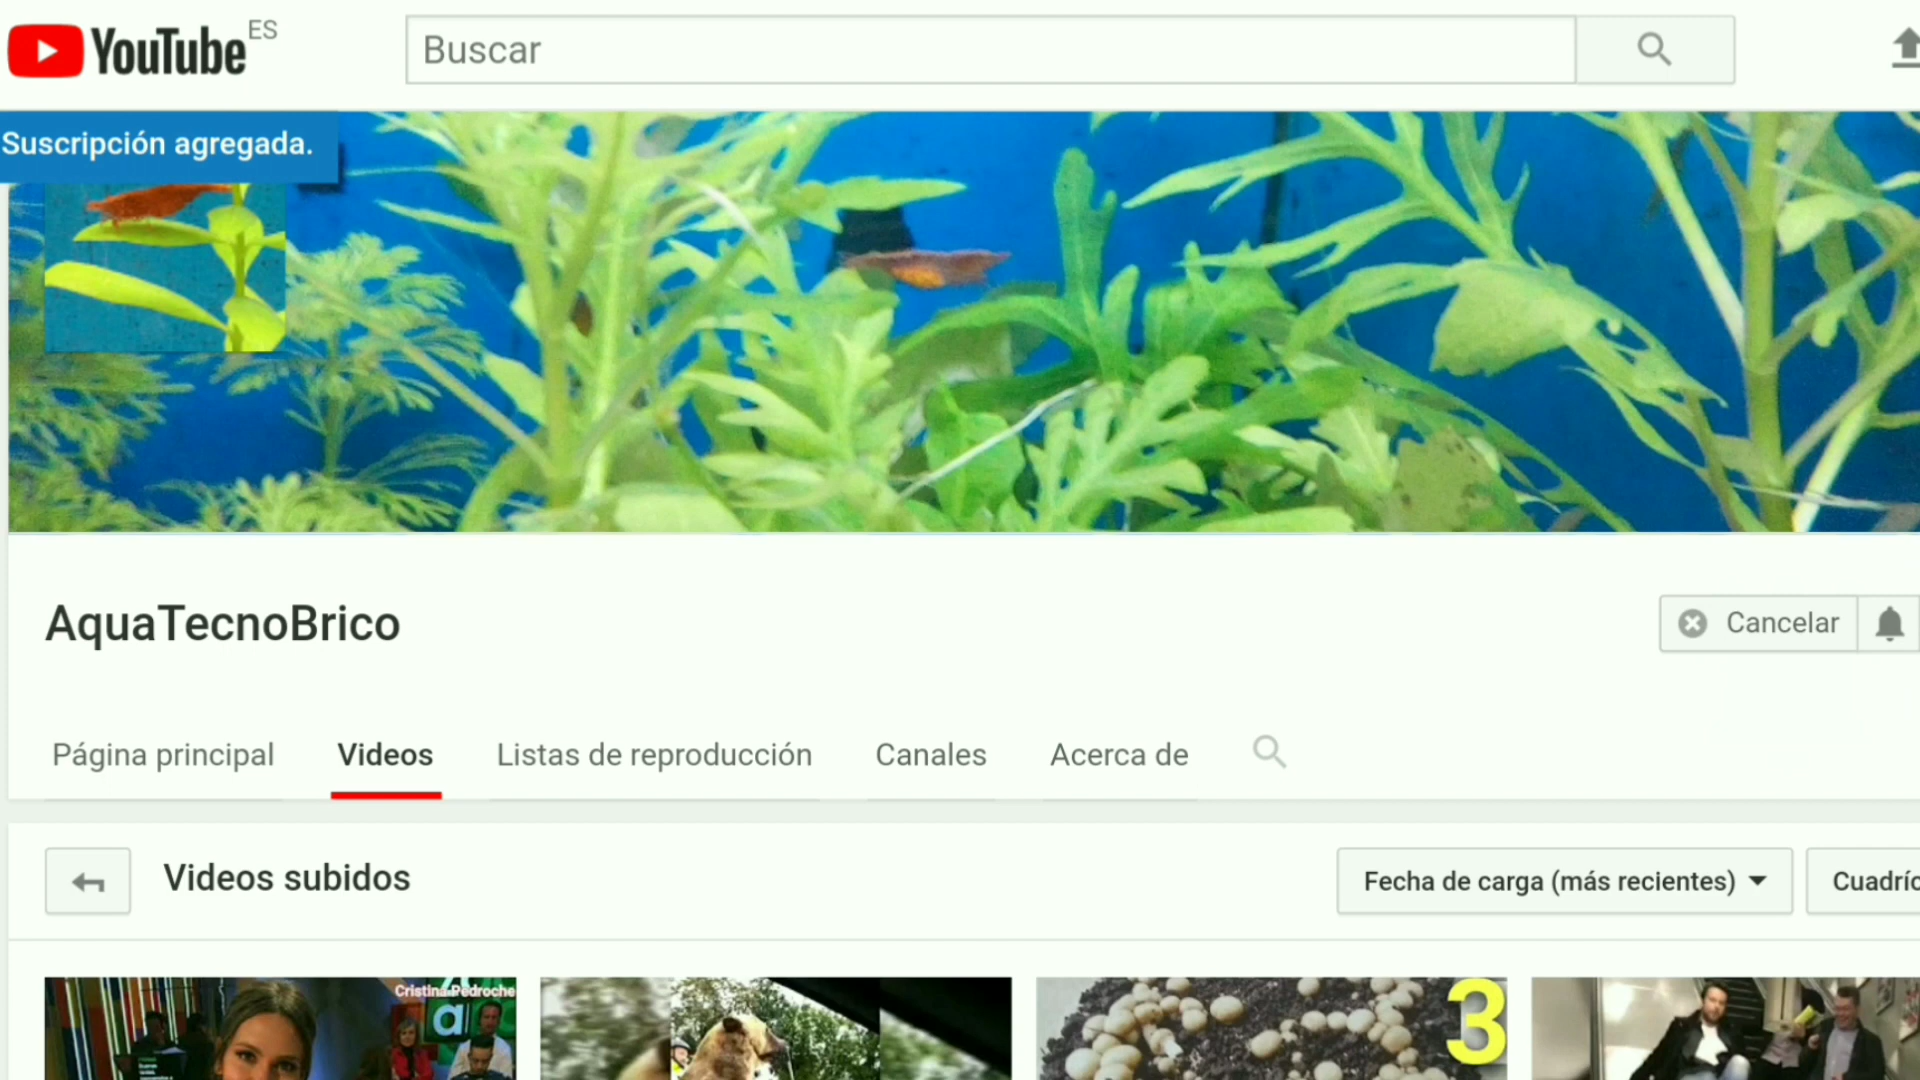 YouTube ES
Buscar
Suscripción agregada.
AquaTecnoBrico
Cancelar
Página principal
Videos
Listas de reproducción
Canales
Acerca de
Videos subidos
Fecha de carga (más recientes)
Cristina Pedroche
a
3